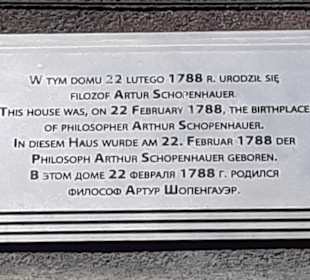 W TYM DOMU 22 LUTEGO 1788 R. URODZIŁ SIĘ
FILOZOF ARTUR SCHOPENHAUER.
THIS HOUSE WAS, ON 22 FEBRUARY 1788, THE BIRTHPLACE
OF PHILOSOPHER ARTHUR SCHOPENHAUER.
IN DIESEM HAUS WURDE AM 22. FEBRUAR 1788 DER
PHILOSOPH ARTHUR SCHOPENHAUER GEBOREN.
В ЭТОМ ДОМЕ 22 ФЕВРАЛЯ 1788 Г. РОДИЛСЯ
ФИЛОСОФ АРТУР ШОПЕНГАУЭР.